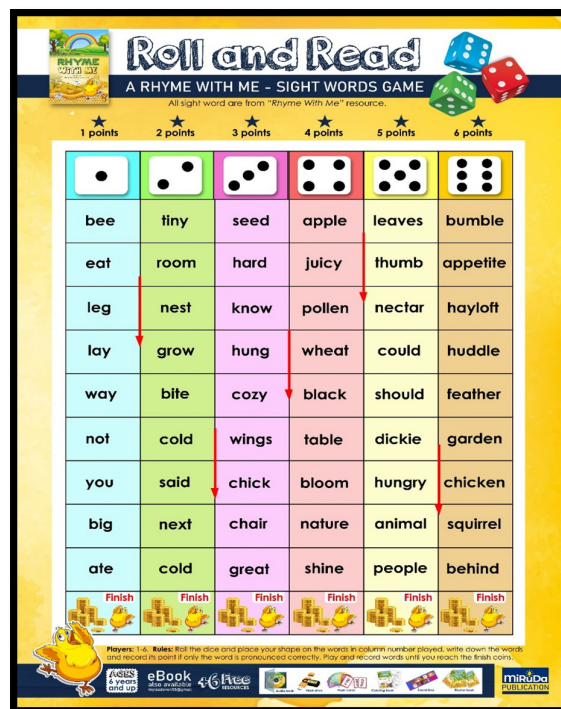 RHYME
WITH ME
Roll and Read
A RHYME WITH ME - SIGHT WORDS GAME
All sight word are from "Rhyme With Me" resource.
1 points 2 points 3 points 4 points 5 points 6 points
bee tiny seed apple leaves bumble
eat room hard juicy thumb appetite
leg nest know pollen nectar hayloft
lay grow hung wheat could huddle
way bite cozy black should feather
not cold wings table dickie garden
you said chick bloom hungry chicken
big next chair nature animal squirrel
ate cold great shine people behind
Finish Finish Finish Finish Finish Finish
Players: 1-6. Rules: Roll the dice and place your shape on the words in column number played, write down the words
and record its point if only the word is pronounced correctly. Play and record words until you reach the finish coins.
AGES
6 years
and up
eBook
also available
46 Free
RESOURCES
MiRUDa
PUBLICATION